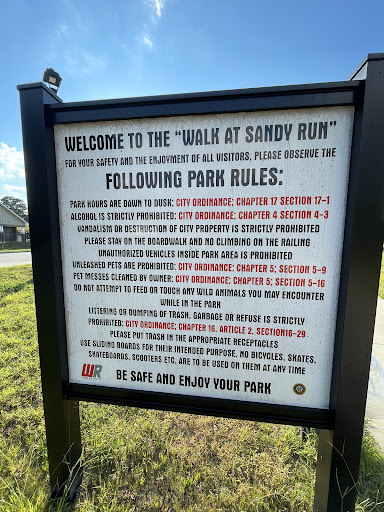 WELCOME TO THE "WALK AT SANDY RUN"
FOR YOUR SAFETY AND THE ENJOYMENT OF ALL VISITORS, PLEASE OBSERVE THE
FOLLOWING PARK RULES:
PARK HOURS ARE DAWN TO DUSK: CITY ORDINANCE; CHAPTER 17 SECTION 17-1
ALCOHOL IS STRICTLY PROHIBITED: CITY ORDINANCE; CHAPTER 4 SECTION 4-3
VANDALISM OR DESTRUCTION OF CITY PROPERTY IS STRICTLY PROHIBITED
PLEASE STAY ON THE BOARDWALK AND NO CLIMBING ON THE RAILING
UNAUTHORIZED VEHICLES INSIDE PARK AREA IS PROHIBITED
UNLEASHED PETS ARE PROHIBITED: CITY ORDINANCE; CHAPTER 5; SECTION 5-9
PET MESSES CLEANED BY OWNER: CITY ORDINANCE; CHAPTER 5; SECTION 5-16
DO NOT ATTEMPT TO FEED OR TOUCH ANY WILD ANIMALS YOU MAY ENCOUNTER
WHILE IN THE PARK
LITTERING OR DUMPING OF TRASH, GARBAGE OR REFUSE IS STRICTLY
PROHIBITED: CITY ORDINANCE; CHAPTER 16, ARTICLE 2, SECTION16-29
PLEASE PUT TRASH IN THE APPROPRIATE RECEPTACLES
USE SLIDING BOARDS FOR THEIR INTENDED PURPOSE. NO BICYCLES, SKATES,
SKATEBOARDS, SCOOTERS ETC. ARE TO BE USED ON THEM AT ANY TIME
WR BE SAFE AND ENJOY YOUR PARK